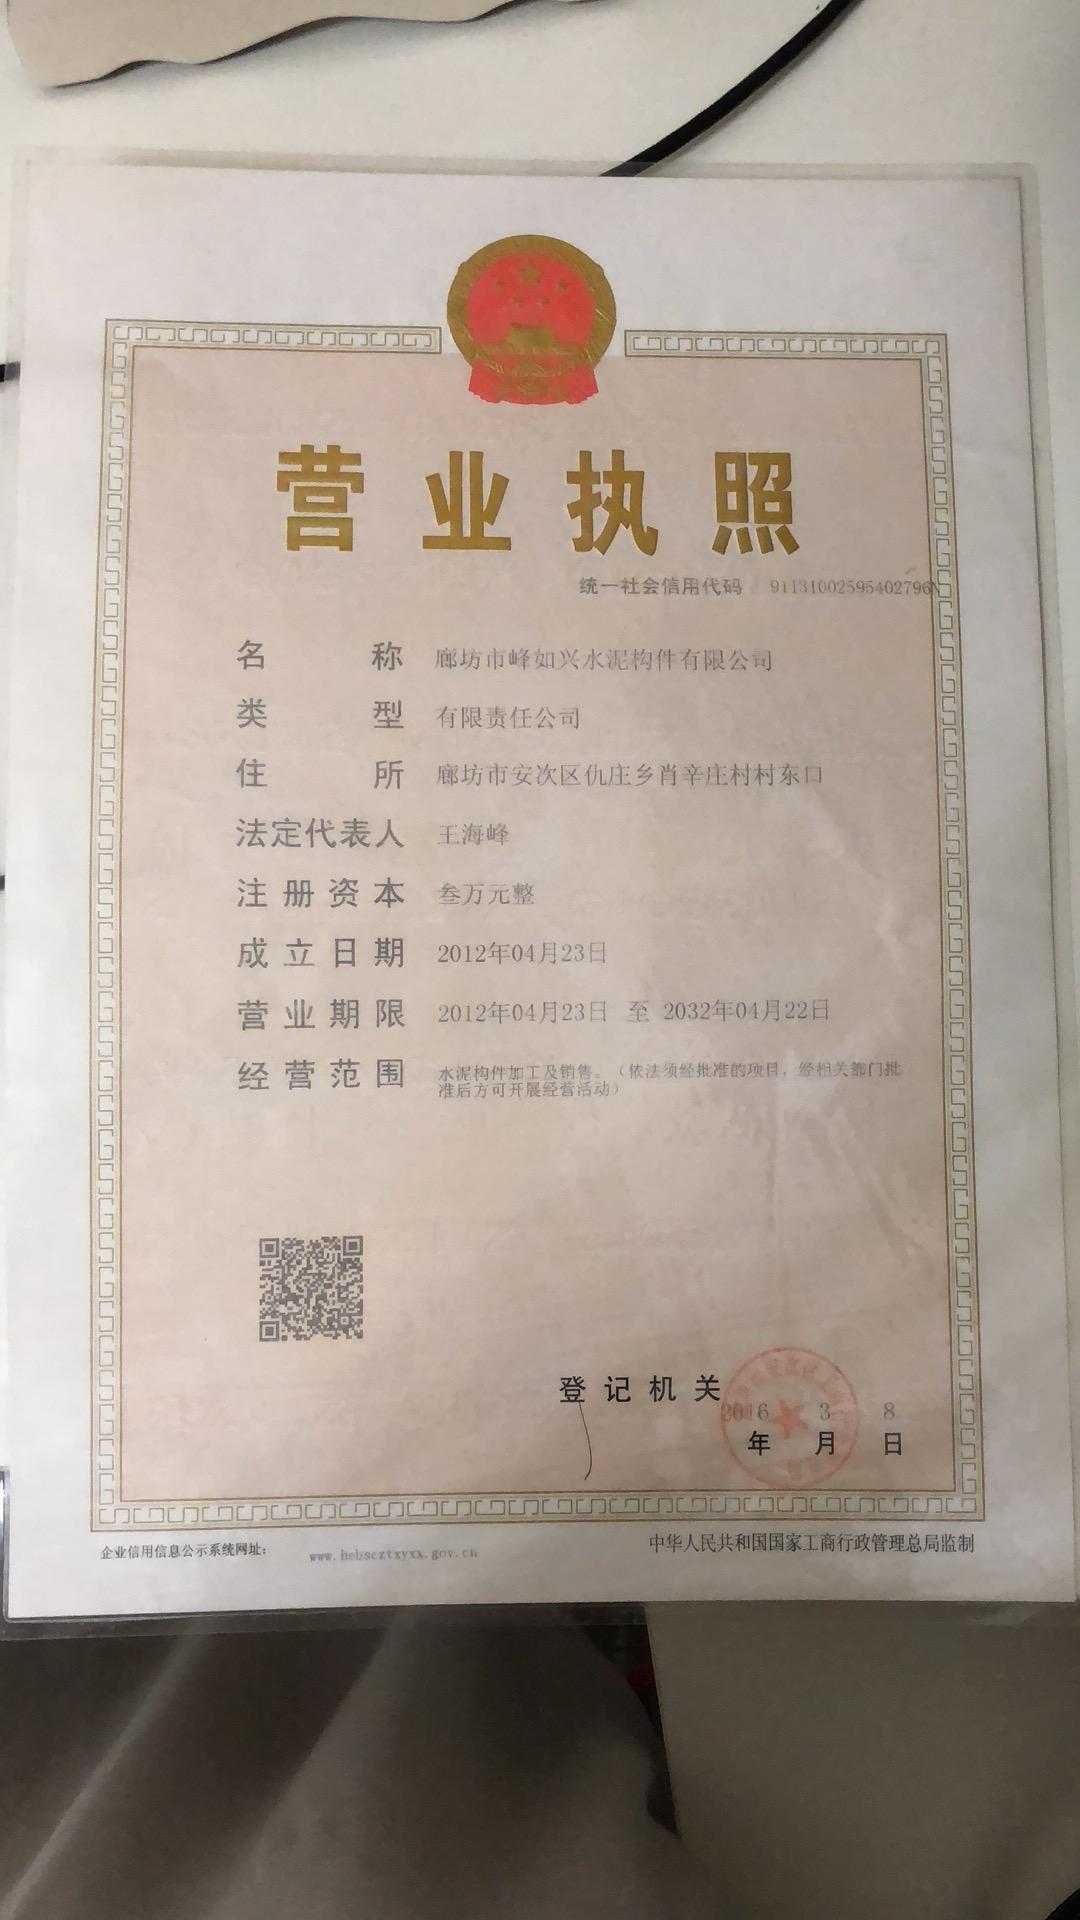 营业执照
统一社会信用代码 91131002595402796N
名称 廊坊市峰如兴水泥构件有限公司
类型 有限责任公司
住所 廊坊市安次区仇庄乡肖辛庄村村东口
法定代表人 王海峰
注册资本 叁万元整
成立日期 2012年04月23日
营业期限 2012年04月23日 至 2032年04月22日
经营范围 水泥构件加工及销售。（依法须经批准的项目，经相关部门批
准后方可开展经营活动）
登记机关
2016 3 8
年 月 日
企业信用信息公示系统网址： www.hebscztxyxx.gov.cn
中华人民共和国国家工商行政管理总局监制